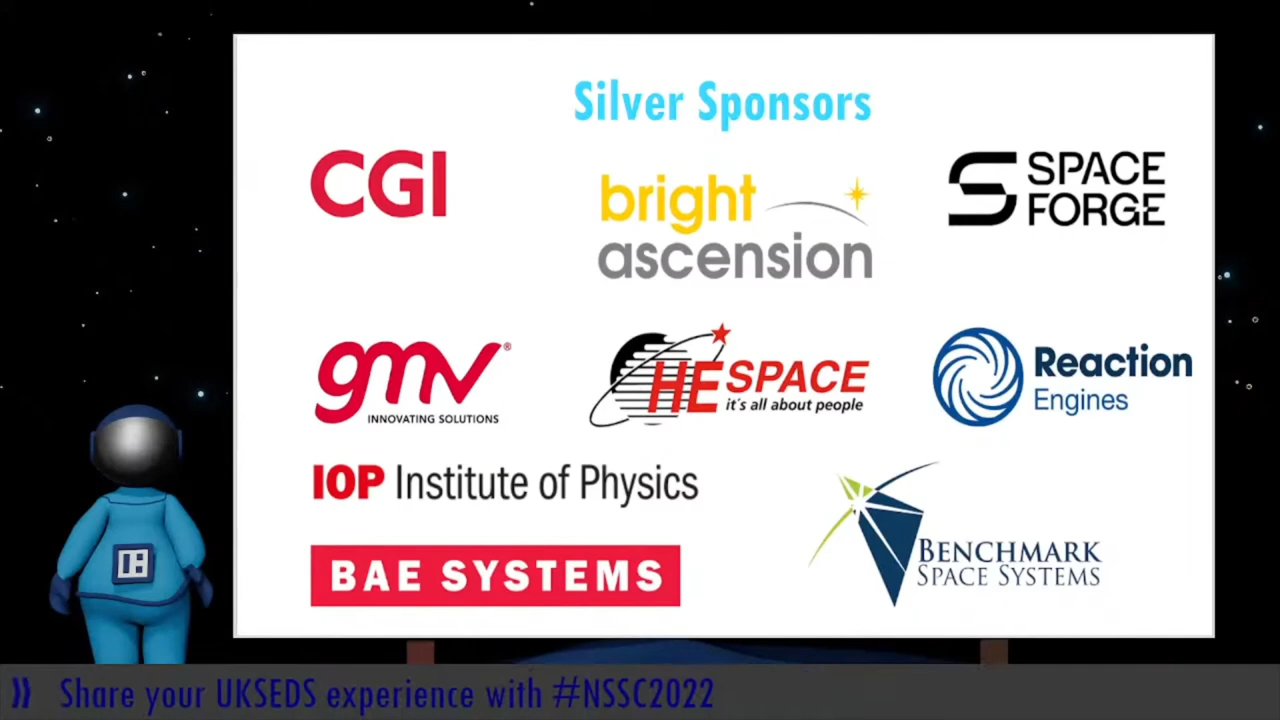 Silver Sponsors
CGI
bright
ascension
SPACE
FORGE
gmv®
INNOVATING SOLUTIONS
HE SPACE
it's all about people
Reaction
Engines
IOP Institute of Physics
BAE SYSTEMS
BENCHMARK
SPACE SYSTEMS
Share your UKSEDS experience with #NSSC2022